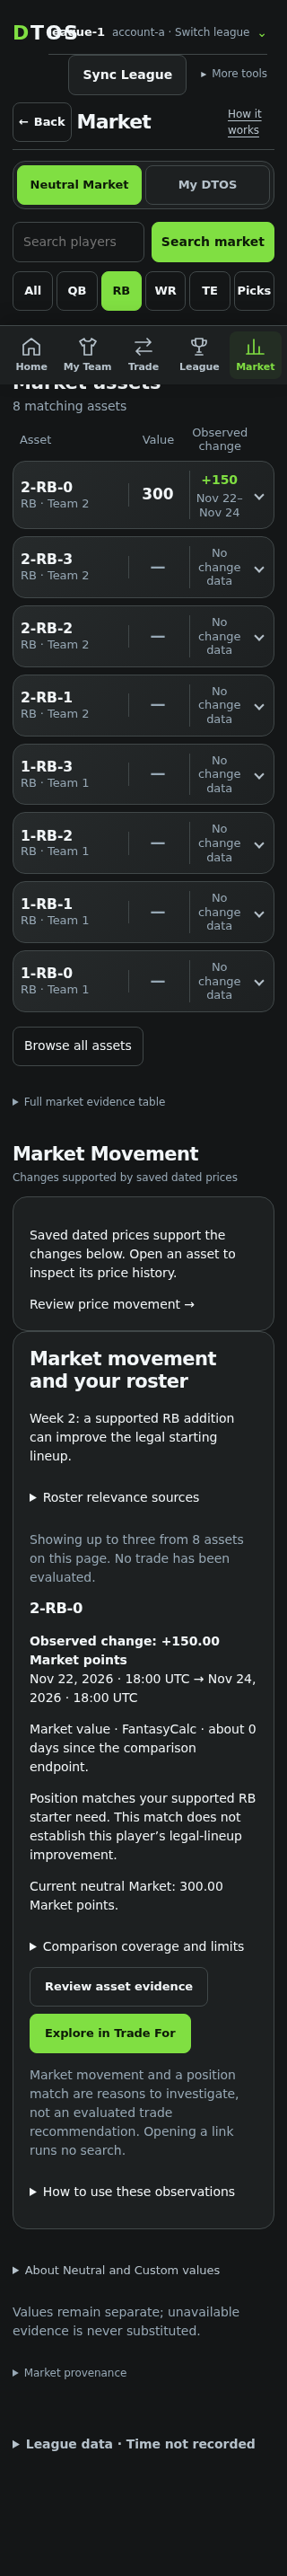 DTOS
league-1 account-a · Switch league
Sync League
▸ More tools
← Back
Market
How it
works
Neutral Market
My DTOS
Search players
Search market
All
QB
RB
WR
TE
Picks
Home
My Team
Trade
League
Market
Market assets
8 matching assets
Asset
Value
Observed
change
2-RB-0
RB · Team 2
300
+150
Nov 22–
Nov 24
2-RB-3
RB · Team 2
—
No
change
data
2-RB-2
RB · Team 2
—
No
change
data
2-RB-1
RB · Team 2
—
No
change
data
1-RB-3
RB · Team 1
—
No
change
data
1-RB-2
RB · Team 1
—
No
change
data
1-RB-1
RB · Team 1
—
No
change
data
1-RB-0
RB · Team 1
—
No
change
data
Browse all assets
▶ Full market evidence table
Market Movement
Changes supported by saved dated prices
Saved dated prices support the
changes below. Open an asset to
inspect its price history.
Review price movement →
Market movement
and your roster
Week 2: a supported RB addition
can improve the legal starting
lineup.
▶ Roster relevance sources
Showing up to three from 8 assets
on this page. No trade has been
evaluated.
2-RB-0
Observed change: +150.00
Market points
Nov 22, 2026 · 18:00 UTC → Nov 24,
2026 · 18:00 UTC
Market value · FantasyCalc · about 0
days since the comparison
endpoint.
Position matches your supported RB
starter need. This match does not
establish this player’s legal-lineup
improvement.
Current neutral Market: 300.00
Market points.
▶ Comparison coverage and limits
Review asset evidence
Explore in Trade For
Market movement and a position
match are reasons to investigate,
not an evaluated trade
recommendation. Opening a link
runs no search.
▶ How to use these observations
▶ About Neutral and Custom values
Values remain separate; unavailable
evidence is never substituted.
▶ Market provenance
▶ League data · Time not recorded